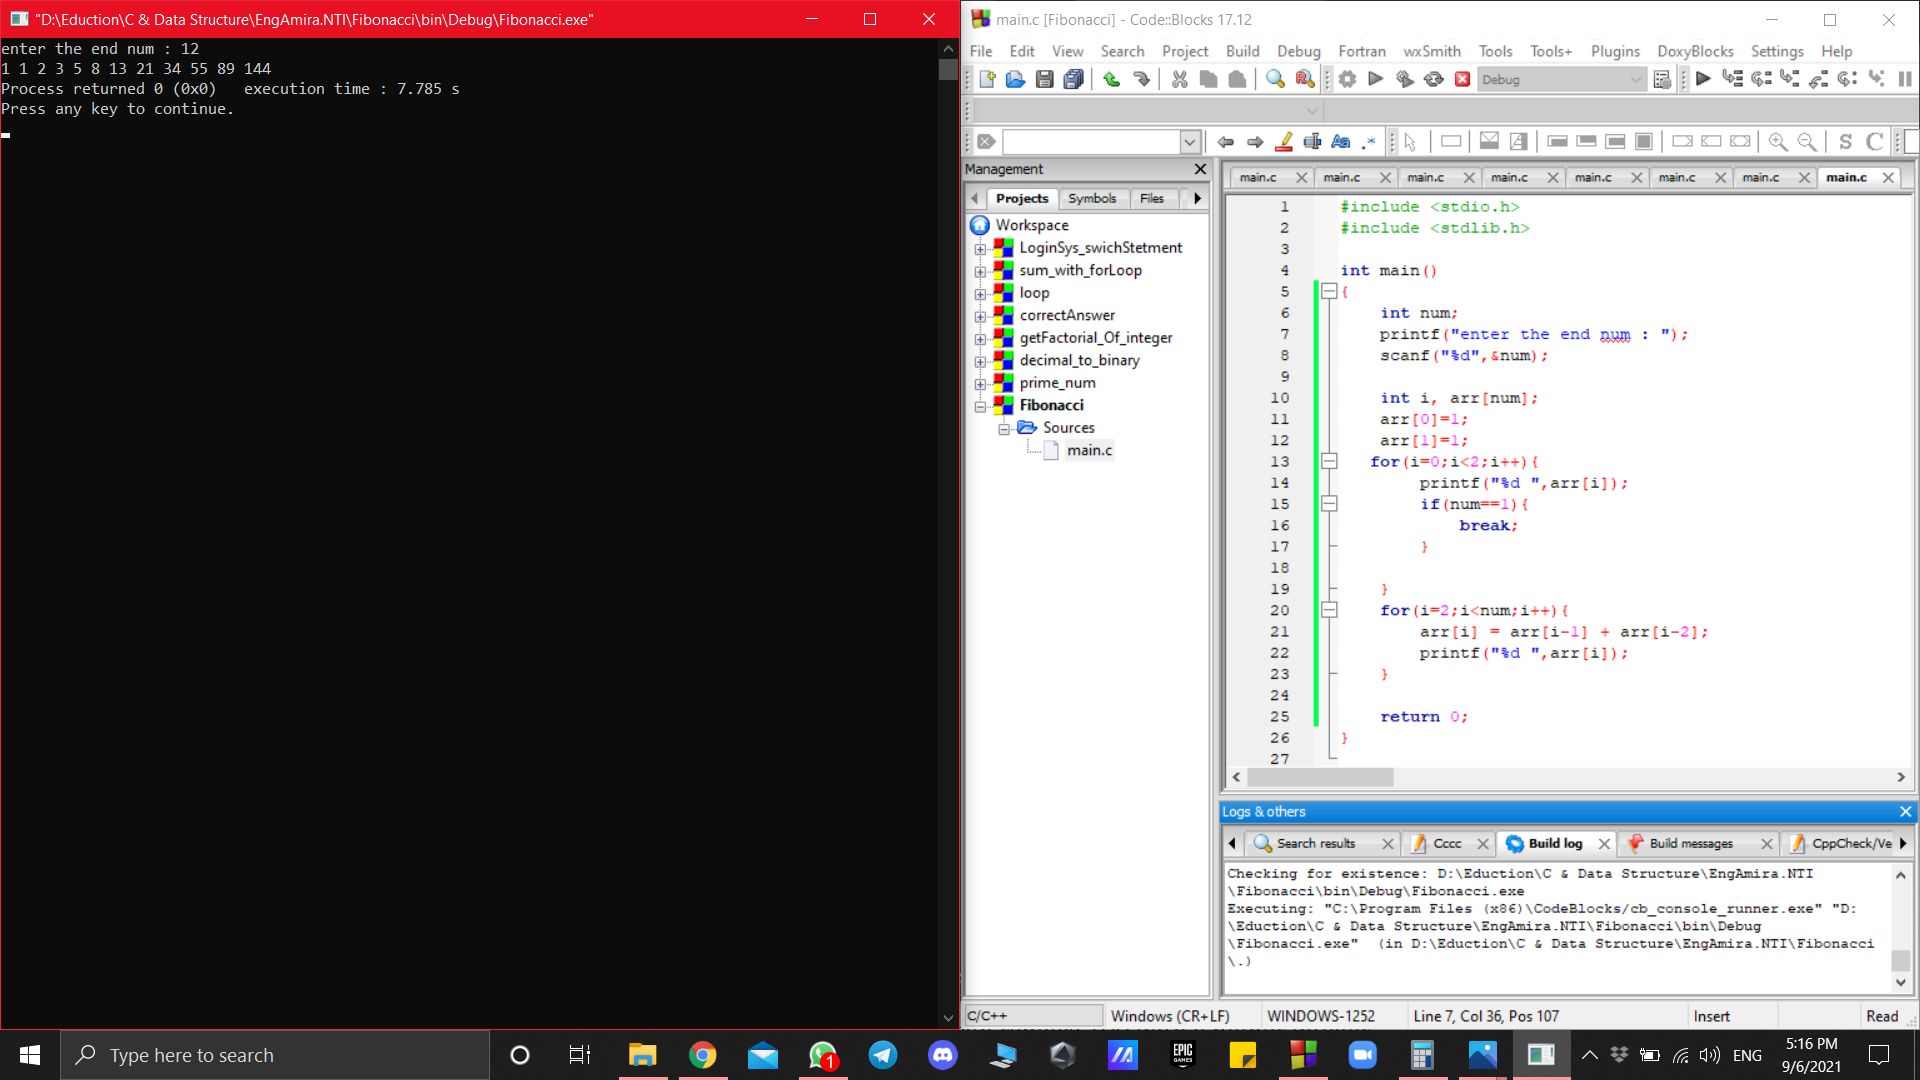 "D:\Eduction\C & Data Structure\EngAmira.NTI\Fibonacci\bin\Debug\Fibonacci.exe"
enter the end num : 12
1 1 2 3 5 8 13 21 34 55 89 144
Process returned 0 (0x0)   execution time : 7.785 s
Press any key to continue.
main.c [Fibonacci] - Code::Blocks 17.12
File Edit View Search Project Build Debug Fortran wxSmith Tools Tools+ Plugins DoxyBlocks Settings Help
Debug
Aa .* S C
Management
Projects Symbols Files
Workspace
LoginSys_swichStetment
sum_with_forLoop
loop
correctAnswer
getFactorial_Of_integer
decimal_to_binary
prime_num
Fibonacci
Sources
main.c
main.c main.c main.c main.c main.c main.c main.c main.c
1 #include <stdio.h>
2 #include <stdlib.h>
3
4 int main()
5 {
6 int num;
7 printf("enter the end num : ");
8 scanf("%d",&num);
9
10 int i, arr[num];
11 arr[0]=1;
12 arr[1]=1;
13 for(i=0;i<2;i++){
14 printf("%d ",arr[i]);
15 if(num==1){
16 break;
17 }
18
19 }
20 for(i=2;i<num;i++){
21 arr[i] = arr[i-1] + arr[i-2];
22 printf("%d ",arr[i]);
23 }
24
25 return 0;
26 }
27
Logs & others
Search results Cccc Build log Build messages CppCheck/Ve
Checking for existence: D:\Eduction\C & Data Structure\EngAmira.NTI
\Fibonacci\bin\Debug\Fibonacci.exe
Executing: "C:\Program Files (x86)\CodeBlocks/cb_console_runner.exe" "D:
\Eduction\C & Data Structure\EngAmira.NTI\Fibonacci\bin\Debug
\Fibonacci.exe"  (in D:\Eduction\C & Data Structure\EngAmira.NTI\Fibonacci
\.)
C/C++ Windows (CR+LF) WINDOWS-1252 Line 7, Col 36, Pos 107 Insert Read
Type here to search
1
EPIC
GAMES
ENG
5:16 PM
9/6/2021